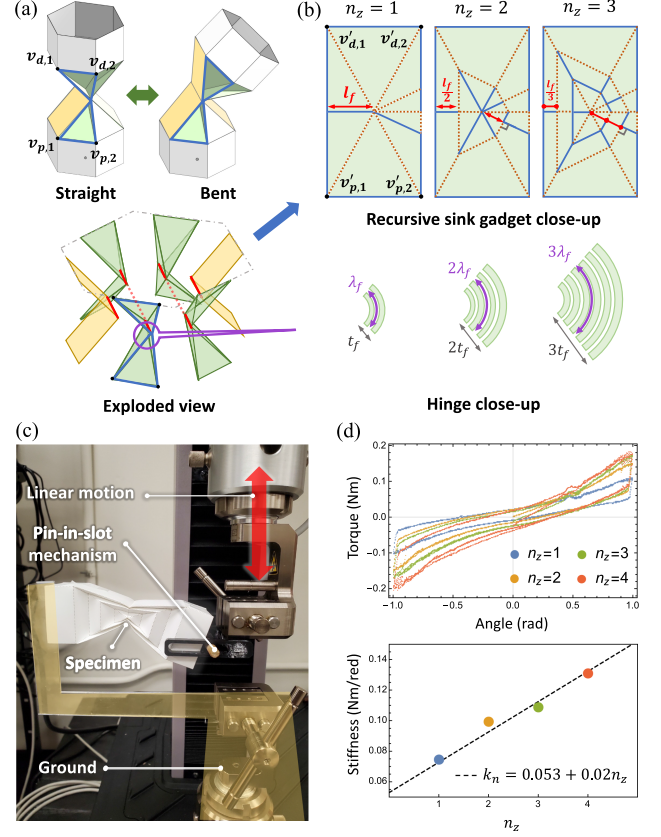 (a)
v_{d,1}
v_{d,2}
v_{p,1}
v_{p,2}
Straight
Bent
Exploded view
(b)
n_z = 1
n_z = 2
n_z = 3
v'_{d,1}
v'_{d,2}
l_f
l_f/2
l_f/3
v'_{p,1}
v'_{p,2}
Recursive sink gadget close-up
λ_f
2λ_f
3λ_f
t_f
2t_f
3t_f
Hinge close-up
(c)
Linear motion
Pin-in-slot
mechanism
Specimen
Ground
(d)
Torque (Nm)
0.2
0.1
0.0
-0.1
-0.2
n_z=1
n_z=3
n_z=2
n_z=4
-1.0
-0.5
0.0
0.5
1.0
Angle (rad)
Stiffness (Nm/red)
0.14
0.12
0.10
0.08
0.06
k_n = 0.053 + 0.02n_z
1
2
3
4
n_z